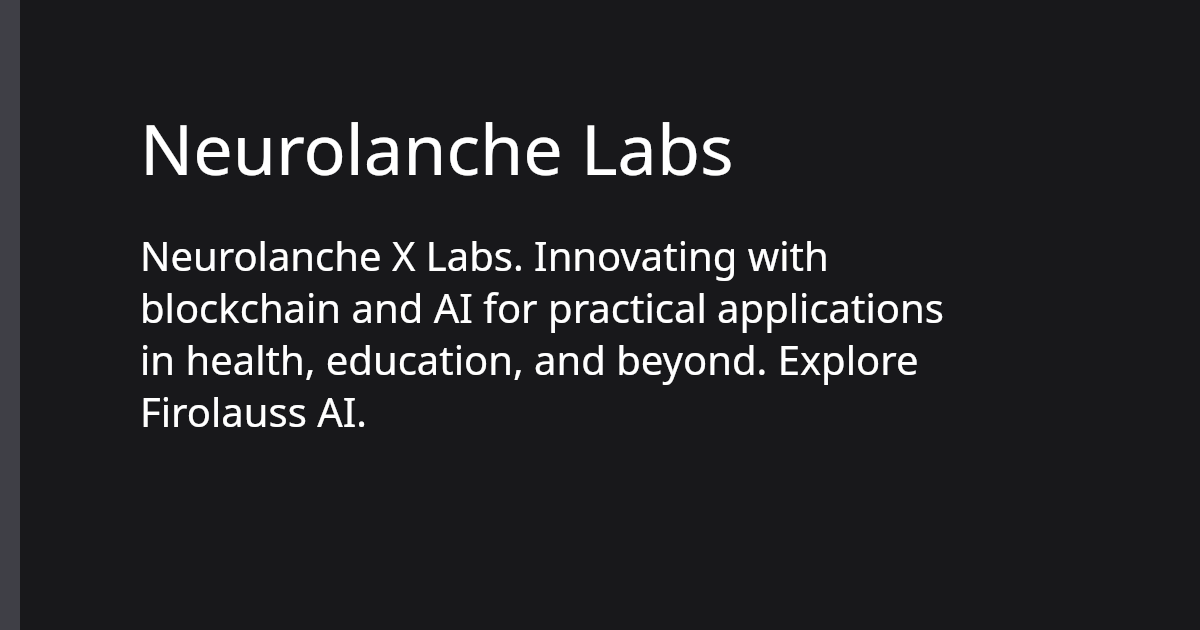 Neurolanche Labs
Neurolanche X Labs. Innovating with
blockchain and AI for practical applications
in health, education, and beyond. Explore
Firolauss AI.